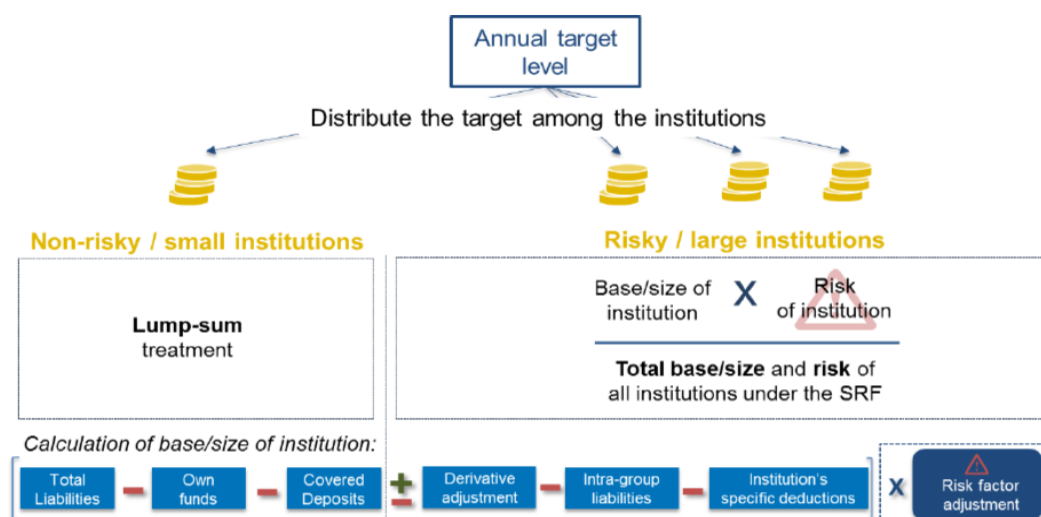 Annual target
level
Distribute the target among the institutions
Non-risky / small institutions
Risky / large institutions
Lump-sum
treatment
Base/size of
institution
X
Risk
of institution
Total base/size and risk of
all institutions under the SRF
Calculation of base/size of institution:
Total
Liabilities
Own
funds
Covered
Deposits
Derivative
adjustment
Intra-group
liabilities
Institution's
specific deductions
X
Risk factor
adjustment